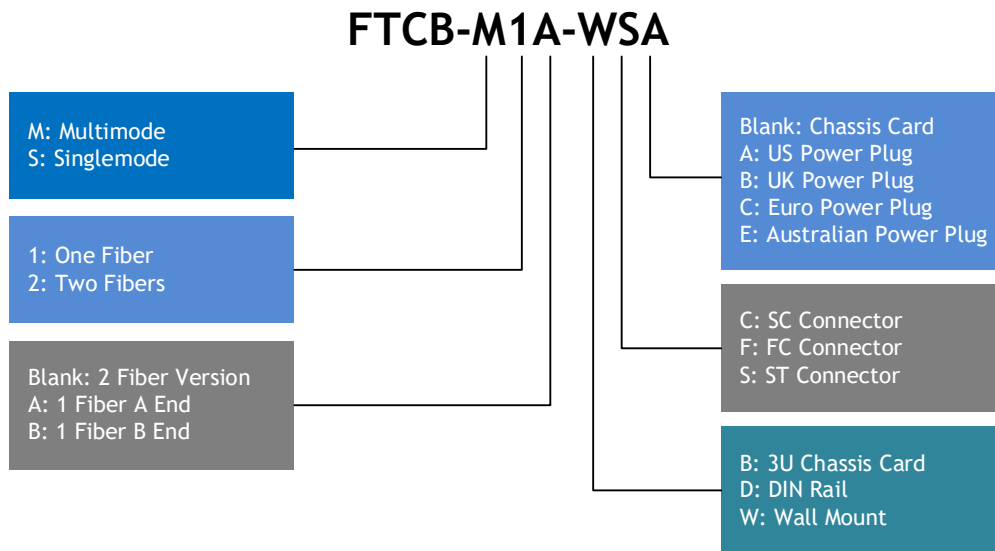 FTCB-M1A-WSA
M: Multimode
S: Singlemode
1: One Fiber
2: Two Fibers
Blank: 2 Fiber Version
A: 1 Fiber A End
B: 1 Fiber B End
Blank: Chassis Card
A: US Power Plug
B: UK Power Plug
C: Euro Power Plug
E: Australian Power Plug
C: SC Connector
F: FC Connector
S: ST Connector
B: 3U Chassis Card
D: DIN Rail
W: Wall Mount